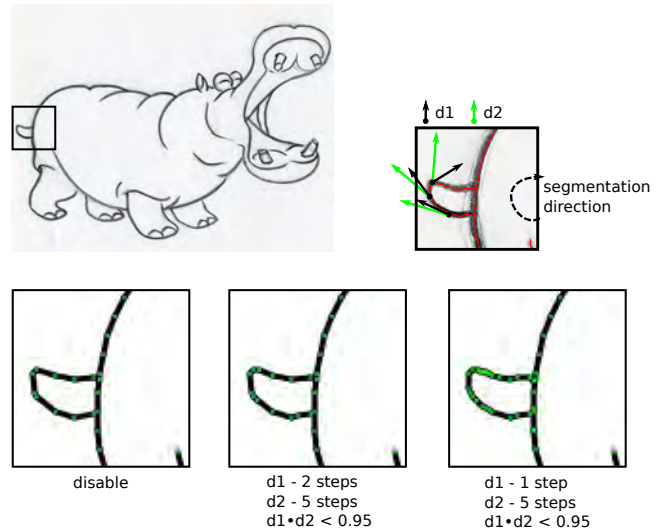 d1 d2
segmentation
direction
disable
d1 - 2 steps
d2 - 5 steps
d1•d2 < 0.95
d1 - 1 step
d2 - 5 steps
d1•d2 < 0.95